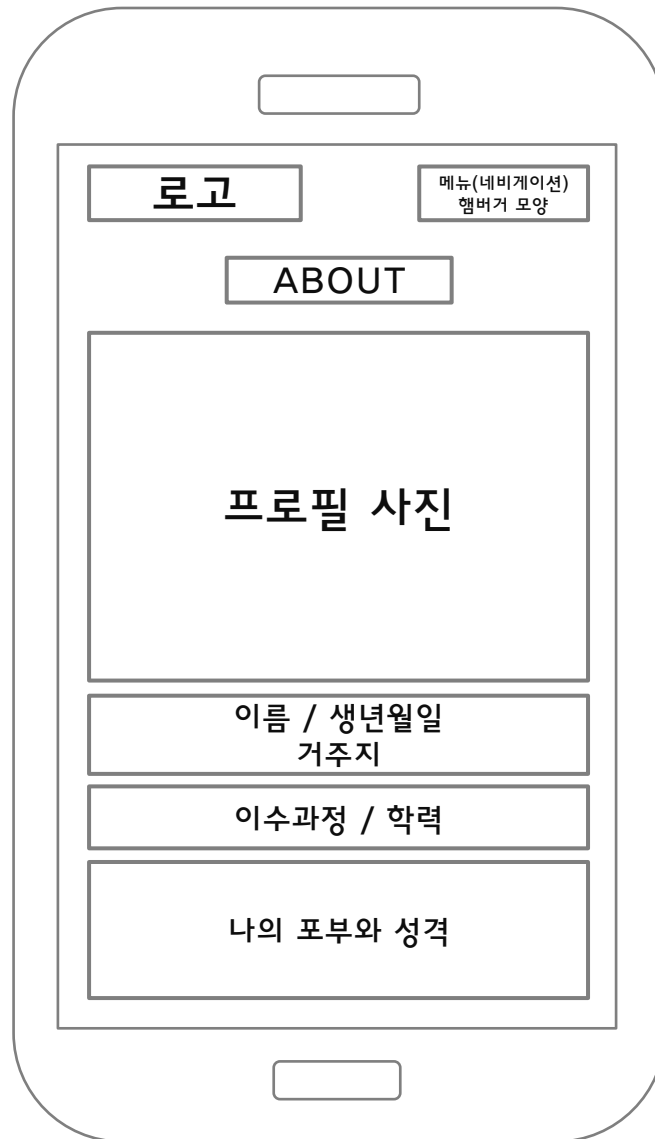 로고
메뉴(네비게이션)
햄버거 모양
ABOUT
프로필 사진
이름 / 생년월일
거주지
이수과정 / 학력
나의 포부와 성격